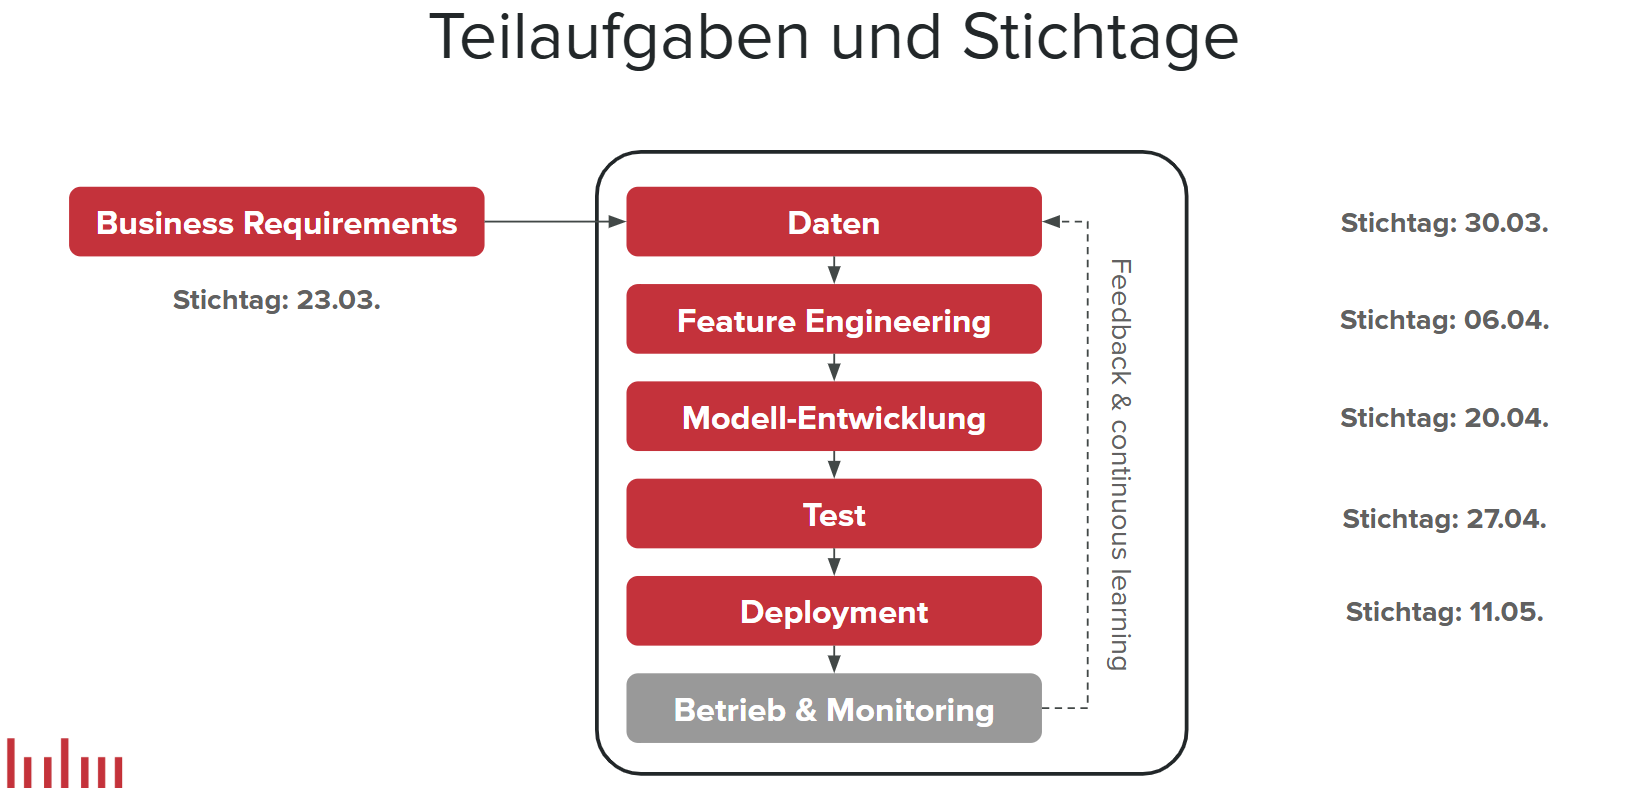 Teilaufgaben und Stichtage
Business Requirements
Stichtag: 23.03.
Daten
Stichtag: 30.03.
Feature Engineering
Stichtag: 06.04.
Modell-Entwicklung
Stichtag: 20.04.
Test
Stichtag: 27.04.
Deployment
Stichtag: 11.05.
Betrieb & Monitoring
Feedback & continuous learning